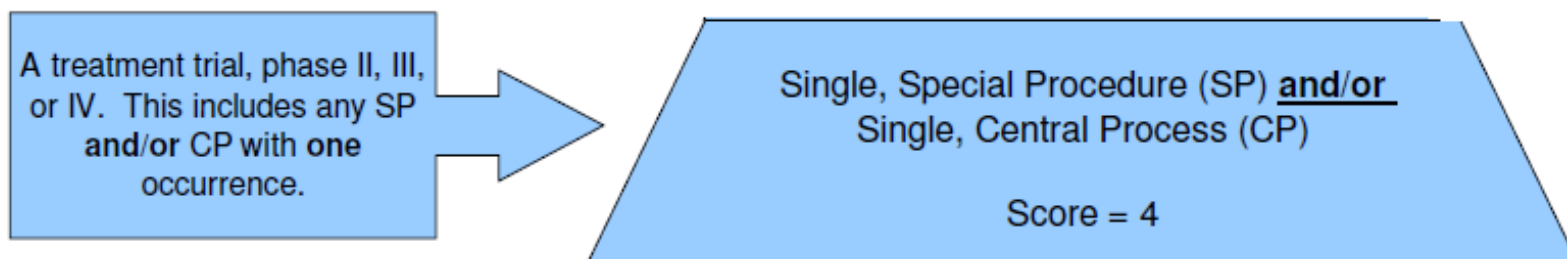 A treatment trial, phase II, III,
or IV.  This includes any SP
and/or CP with one
occurrence.
Single, Special Procedure (SP) and/or
Single, Central Process (CP)
Score = 4